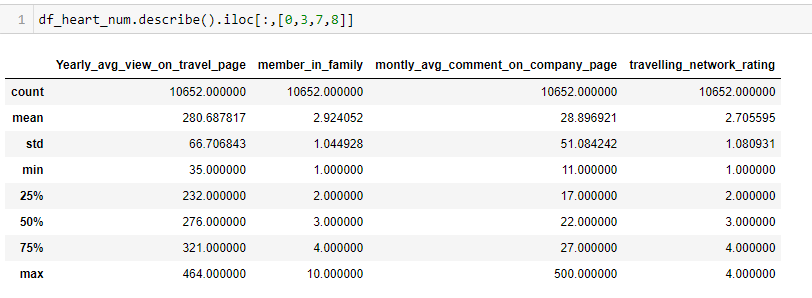 1 df_heart_num.describe().iloc[:,[0,3,7,8]]
Yearly_avg_view_on_travel_page member_in_family montly_avg_comment_on_company_page travelling_network_rating
count 10652.000000 10652.000000 10652.000000 10652.000000
mean 280.687817 2.924052 28.896921 2.705595
std 66.706843 1.044928 51.084242 1.080931
min 35.000000 1.000000 11.000000 1.000000
25% 232.000000 2.000000 17.000000 2.000000
50% 276.000000 3.000000 22.000000 3.000000
75% 321.000000 4.000000 27.000000 4.000000
max 464.000000 10.000000 500.000000 4.000000